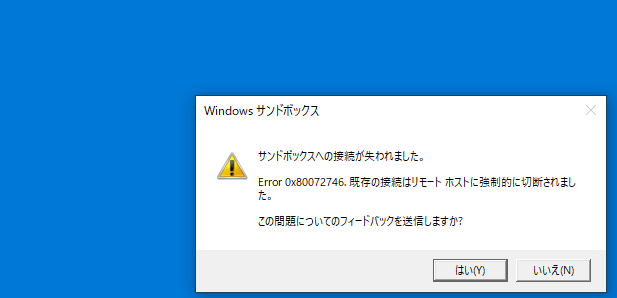 Windows サンドボックス
サンドボックスへの接続が失われました。
Error 0x80072746. 既存の接続はリモート ホストに強制的に切断されまし
た。
この問題についてのフィードバックを送信しますか?
はい(Y)
いいえ(N)